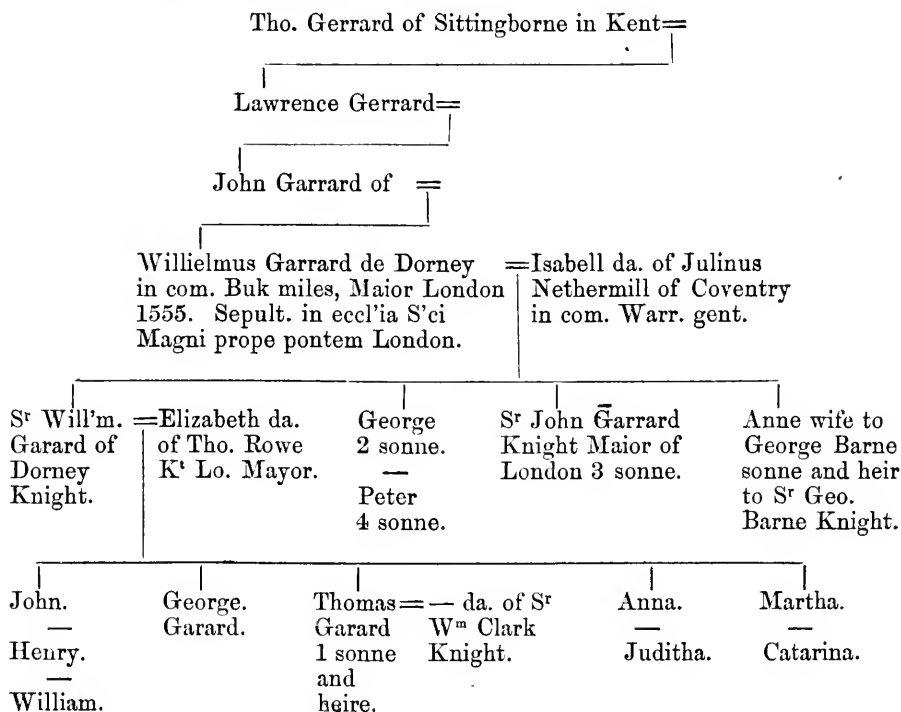 Tho. Gerrard of Sittingborne in Kent=
Lawrence Gerrard=
John Garrard of =
Willielmus Garrard de Dorney
in com. Buk miles, Maior London
1555. Sepult. in eccl'ia S'ci
Magni prope pontem London.
=Isabell da. of Julinus
Nethermill of Coventry
in com. Warr. gent.
Sʳ Will'm.
Garard of
Dorney
Knight.
=Elizabeth da.
of Tho. Rowe
Kᵗ Lo. Mayor.
George
2 sonne.
—
Peter
4 sonne.
Sʳ John Garrard
Knight Maior of
London 3 sonne.
Anne wife to
George Barne
sonne and heir
to Sʳ Geo.
Barne Knight.
John.
—
Henry.
—
William.
George.
Garard.
Thomas
Garard
1 sonne
and
heire.
= — da. of Sʳ
Wᵐ Clark
Knight.
Anna.
—
Juditha.
Martha.
—
Catarina.